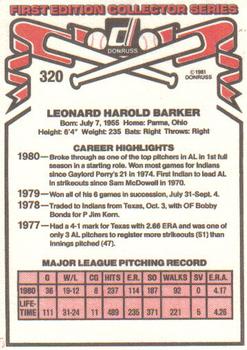 FIRST EDITION COLLECTOR SERIES
DONRUSS
320
©1981
DONRUSS
LEONARD HAROLD BARKER
Born: July 7, 1955 Home: Parma, Ohio
Height: 6'4" Weight: 235 Bats: Right Throws: Right
CAREER HIGHLIGHTS
1980— Broke through as one of the top pitchers in AL in 1st full
season in a starting role. Won most games for Indians
since Gaylord Perry's 21 in 1974. First Indian to lead AL
in strikeouts since Sam McDowell in 1970.
1979— Won all of his 6 games in succession, July 31-Sept. 4.
1978— Traded to Indians from Texas, Oct. 3, with OF Bobby
Bonds for P Jim Kern.
1977— Had a 4-1 mark for Texas with 2.66 ERA and was one of
only 3 AL pitchers to register more strikeouts (51) than
innings pitched (47).
MAJOR LEAGUE PITCHING RECORD
G W/L CG HITS E.R. SO WALKS SV E.R.A.
1980 36 19-12 8 237 114 187 92 0 4.17
LIFE-
TIME 111 31-24 11 489 235 371 221 5 4.26